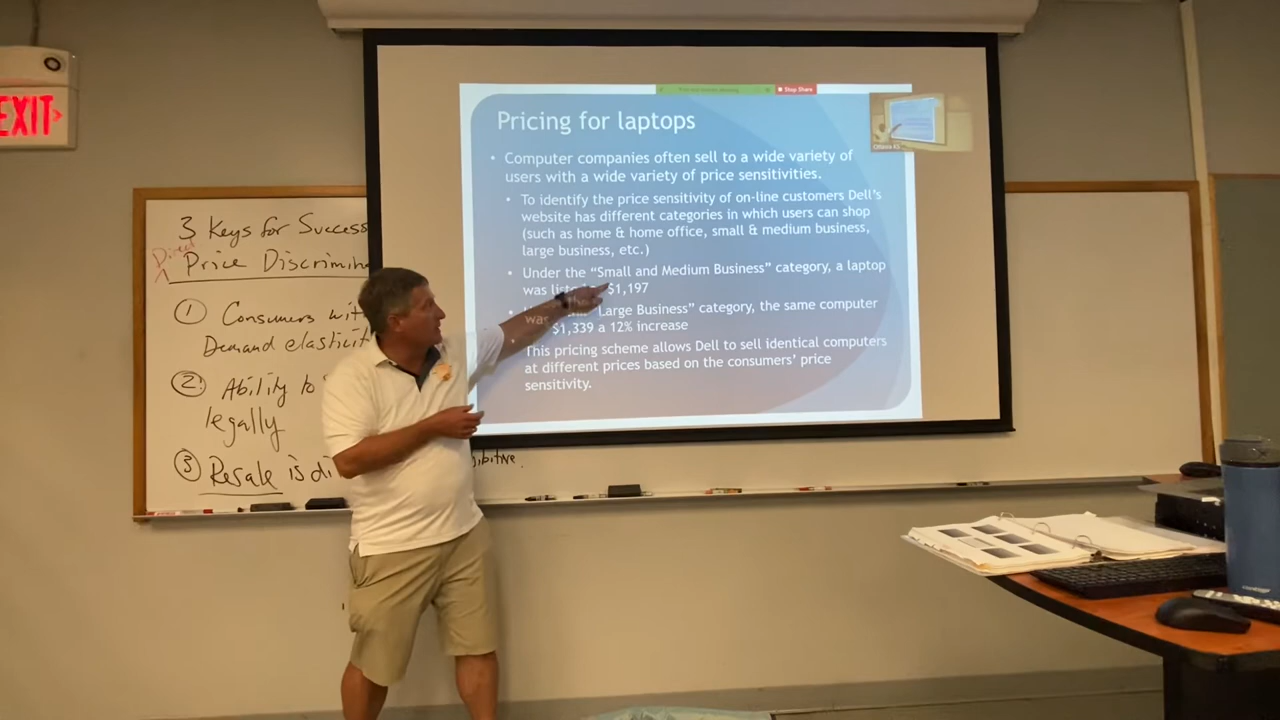 EXIT
Stop Share
Pricing for laptops
• Computer companies often sell to a wide variety of
users with a wide variety of price sensitivities.
• To identify the price sensitivity of on-line customers Dell's
website has different categories in which users can shop
(such as home & home office, small & medium business,
large business, etc.)
• Under the "Small and Medium Business" category, a laptop
was $1,197
• "Large Business" category, the same computer
was $1,339 a 12% increase
This pricing scheme allows Dell to sell identical computers
at different prices based on the consumers' price
sensitivity.
3 Keys for Success
Direct
Price Discrimin
① Consumers wit
Demand elasticit
② Ability to
legally
③ Resale is di